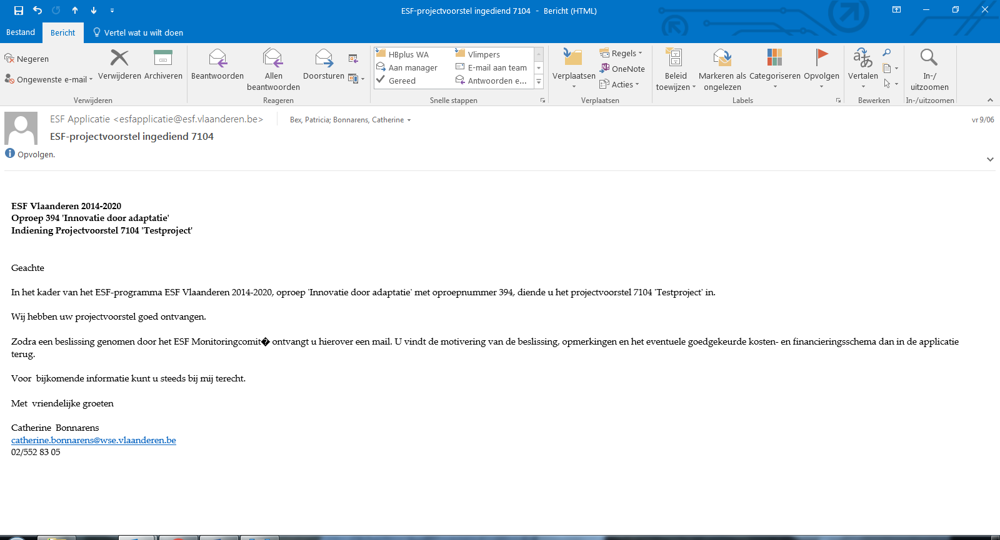 ESF-projectvoorstel ingediend 7104 - Bericht (HTML)
Bestand Bericht Vertel wat u wilt doen
Negeren
Ongewenste e-mail
Verwijderen Archiveren
Verwijderen
Beantwoorden Allen beantwoorden Doorsturen
Reageren
HBplus WA Vlimpers
Aan manager E-mail aan team
Gereed Antwoorden e...
Snelle stappen
Verplaatsen
Regels
OneNote
Acties
Verplaatsen
Beleid toewijzen Markeren als ongelezen Categoriseren Opvolgen
Labels
Vertalen
Bewerken
In-/ uitzoomen
In-/uitzoomen
ESF Applicatie <esfapplicatie@esf.vlaanderen.be> Bex, Patricia; Bonnarens, Catherine vr 9/06
ESF-projectvoorstel ingediend 7104
Opvolgen.
ESF Vlaanderen 2014-2020
Oproep 394 'Innovatie door adaptatie'
Indiening Projectvoorstel 7104 'Testproject'
Geachte
In het kader van het ESF-programma ESF Vlaanderen 2014-2020, oproep 'Innovatie door adaptatie' met oproepnummer 394, diende u het projectvoorstel 7104 'Testproject' in.
Wij hebben uw projectvoorstel goed ontvangen.
Zodra een beslissing genomen door het ESF Monitoringcomit� ontvangt u hierover een mail. U vindt de motivering van de beslissing, opmerkingen en het eventuele goedgekeurde kosten- en financieringsschema dan in de applicatie
terug.
Voor bijkomende informatie kunt u steeds bij mij terecht.
Met vriendelijke groeten
Catherine Bonnarens
catherine.bonnarens@wse.vlaanderen.be
02/552 83 05